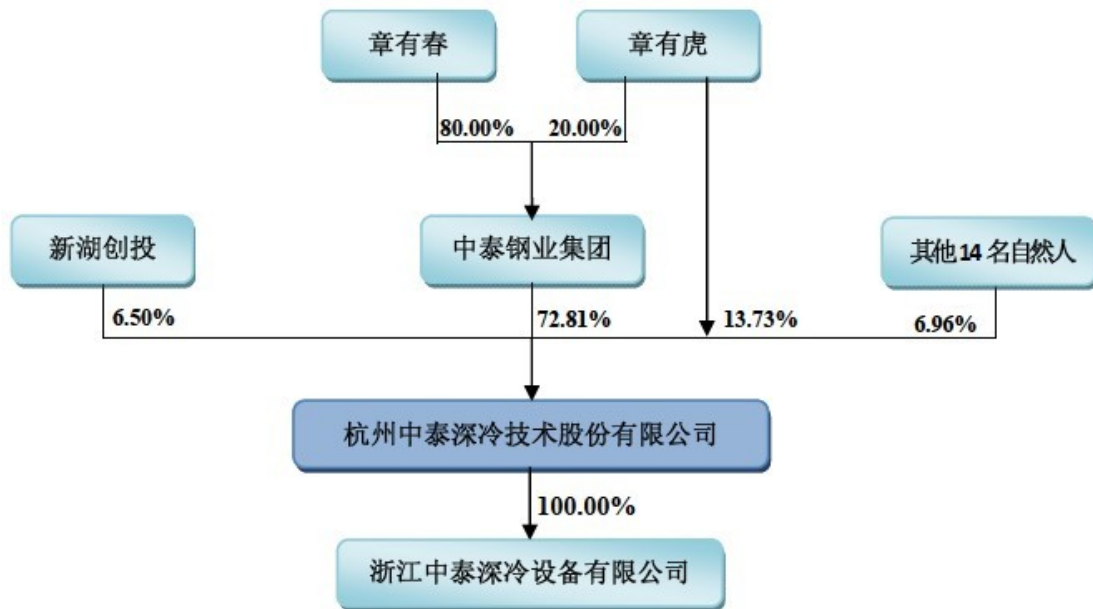 章有春
章有虎
80.00%
20.00%
新湖创投
中泰钢业集团
其他14名自然人
6.50%
72.81%
13.73%
6.96%
杭州中泰深冷技术股份有限公司
100.00%
浙江中泰深冷设备有限公司